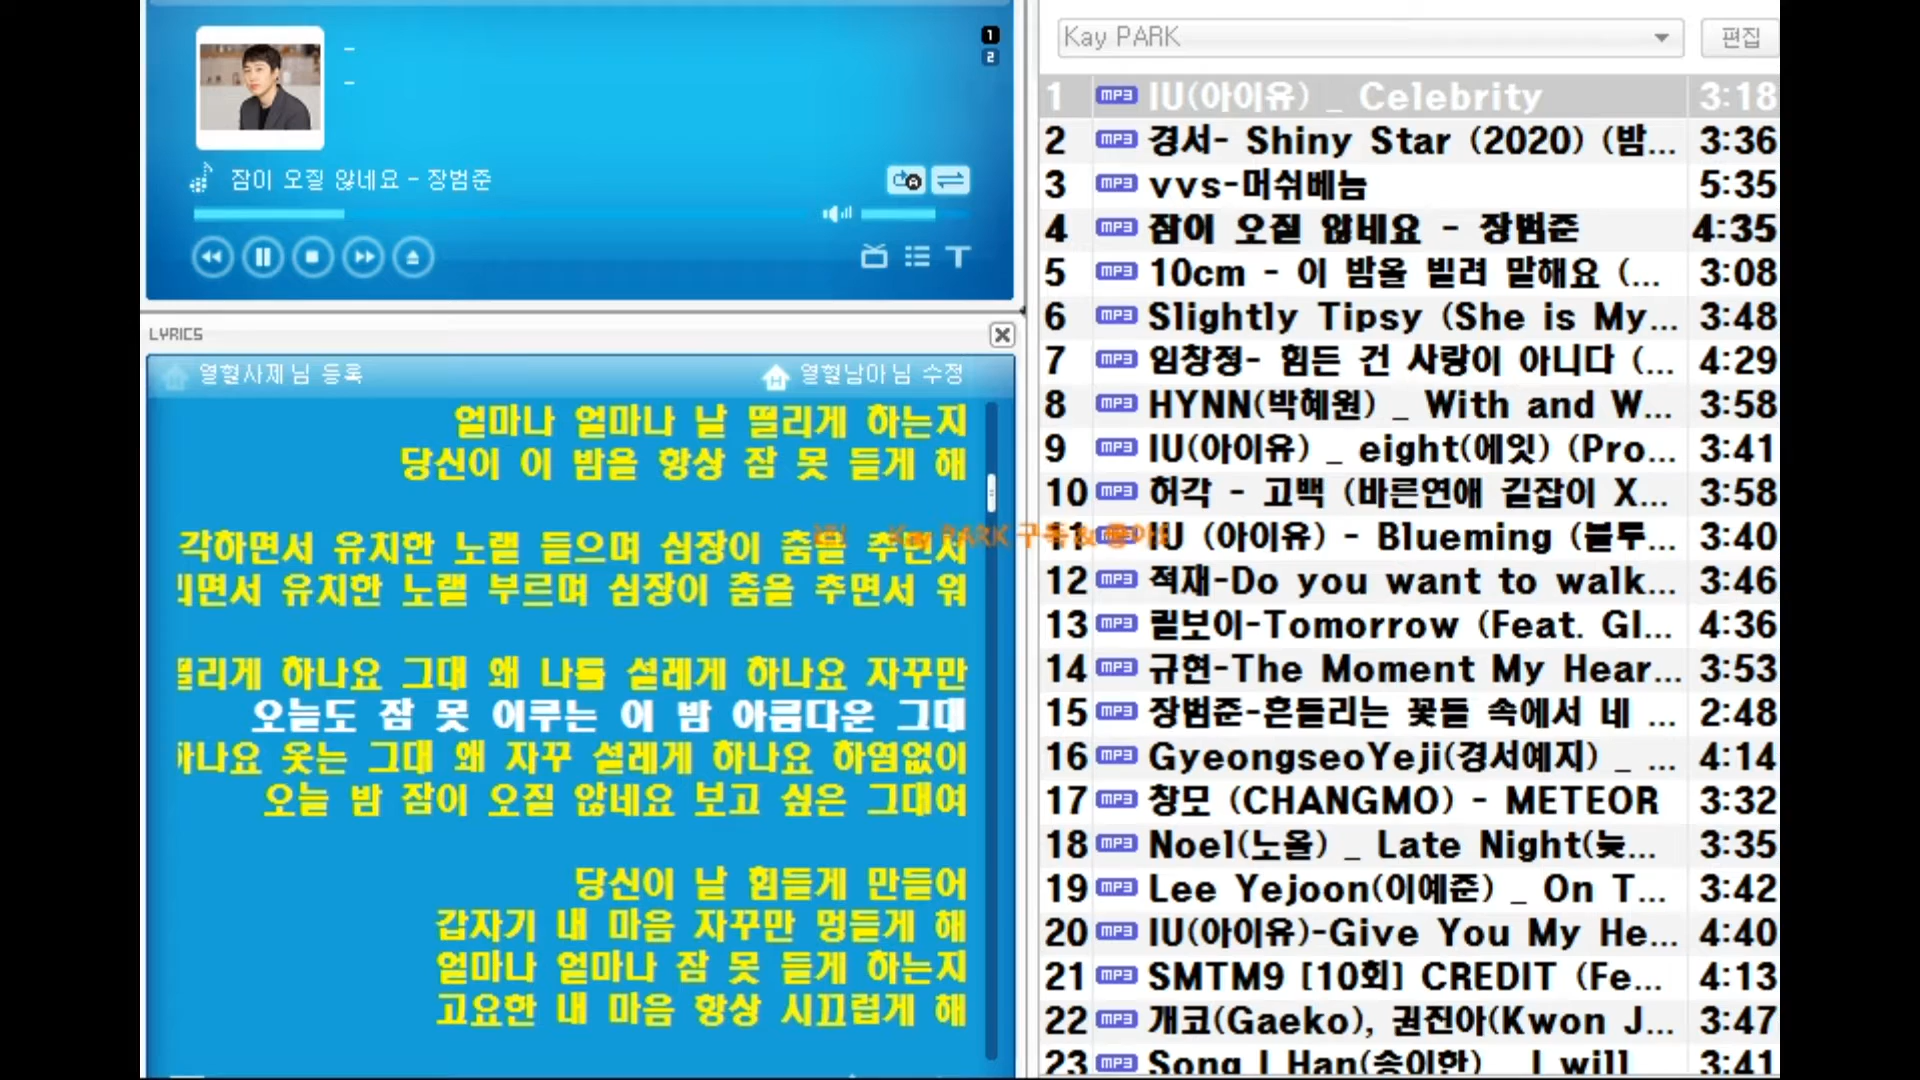 1
2
잠이 오질 않네요 - 장범준
LYRICS
열혈사제님 등록
열혈남아님 수정
얼마나 얼마나 날 떨리게 하는지
당신이 이 밤을 항상 잠 못 들게 해
각하면서 유치한 노랠 들으며 심장이 춤을 추면서
면서 유치한 노랠 부르며 심장이 춤을 추면서 워
떨리게 하나요 그대 왜 나를 설레게 하나요 자꾸만
오늘도 잠 못 이루는 이 밤 아름다운 그대
하나요 웃는 그대 왜 자꾸 설레게 하나요 하염없이
오늘 밤 잠이 오질 않네요 보고 싶은 그대여
당신이 날 힘들게 만들어
갑자기 내 마음 자꾸만 멍들게 해
얼마나 얼마나 잠 못 들게 하는지
고요한 내 마음 항상 시끄럽게 해
Kay PARK 구독 &
Kay PARK
편집
1 MP3 IU(아이유) _ Celebrity 3:18
2 MP3 경서- Shiny Star (2020) (밤... 3:36
3 MP3 vvs-머쉬베놈 5:35
4 MP3 잠이 오질 않네요 - 장범준 4:35
5 MP3 10cm - 이 밤을 빌려 말해요 (... 3:08
6 MP3 Slightly Tipsy (She is My... 3:48
7 MP3 임창정- 힘든 건 사랑이 아니다 (... 4:29
8 MP3 HYNN(박혜원) _ With and W... 3:58
9 MP3 IU(아이유) _ eight(에잇) (Pro... 3:41
10 MP3 허각 - 고백 (바른연애 길잡이 X... 3:58
11 MP3 IU (아이유) - Blueming (블루... 3:40
12 MP3 적재-Do you want to walk... 3:46
13 MP3 릴보이-Tomorrow (Feat. Gl... 4:36
14 MP3 규현-The Moment My Hear... 3:53
15 MP3 장범준-흔들리는 꽃들 속에서 네 ... 2:48
16 MP3 GyeongseoYeji(경서예지) _ ... 4:14
17 MP3 창모 (CHANGMO) - METEOR 3:32
18 MP3 Noel(노을) _ Late Night(늦... 3:35
19 MP3 Lee Yejoon(이예준) _ On T... 3:42
20 MP3 IU(아이유)-Give You My He... 4:40
21 MP3 SMTM9 [10회] CREDIT (Fe... 4:13
22 MP3 개코(Gaeko), 권진아(Kwon J... 3:47
23 MP3 Song I Han(송이한) _ I will 3:41